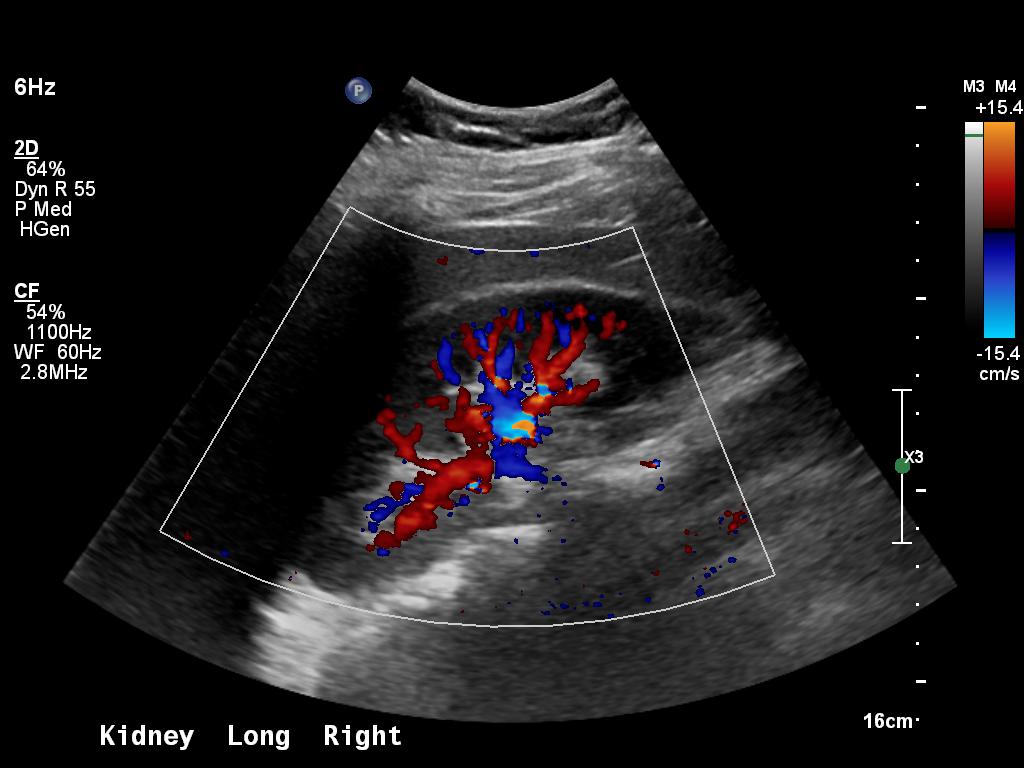 6Hz
P
2D
64%
Dyn R 55
P Med
HGen
CF
54%
1100Hz
WF 60Hz
2.8MHz
M3 M4
+15.4
-15.4
cm/s
X3
16cm
Kidney Long Right